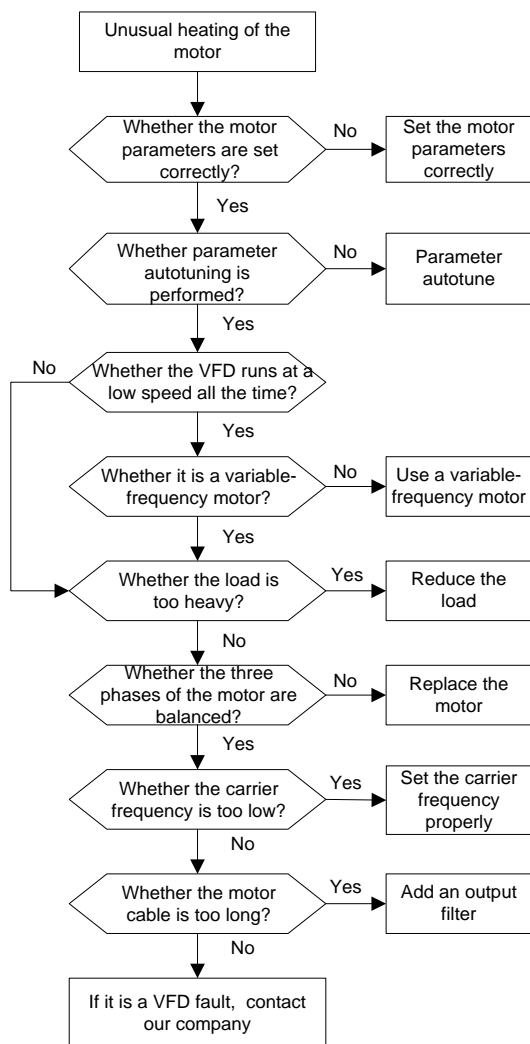 Unusual heating of the
motor
Whether the motor
parameters are set
correctly?
No
Set the motor
parameters
correctly
Yes
Whether parameter
autotuning is
performed?
No
Parameter
autotune
Yes
No
Whether the VFD runs at a
low speed all the time?
Yes
Whether it is a variable-
frequency motor?
No
Use a variable-
frequency motor
Yes
Whether the load is
too heavy?
Yes
Reduce the
load
No
Whether the three
phases of the motor are
balanced?
No
Replace the
motor
Yes
Whether the carrier
frequency is too low?
Yes
Set the carrier
frequency
properly
No
Whether the motor
cable is too long?
Yes
Add an output
filter
No
If it is a VFD fault, contact
our company